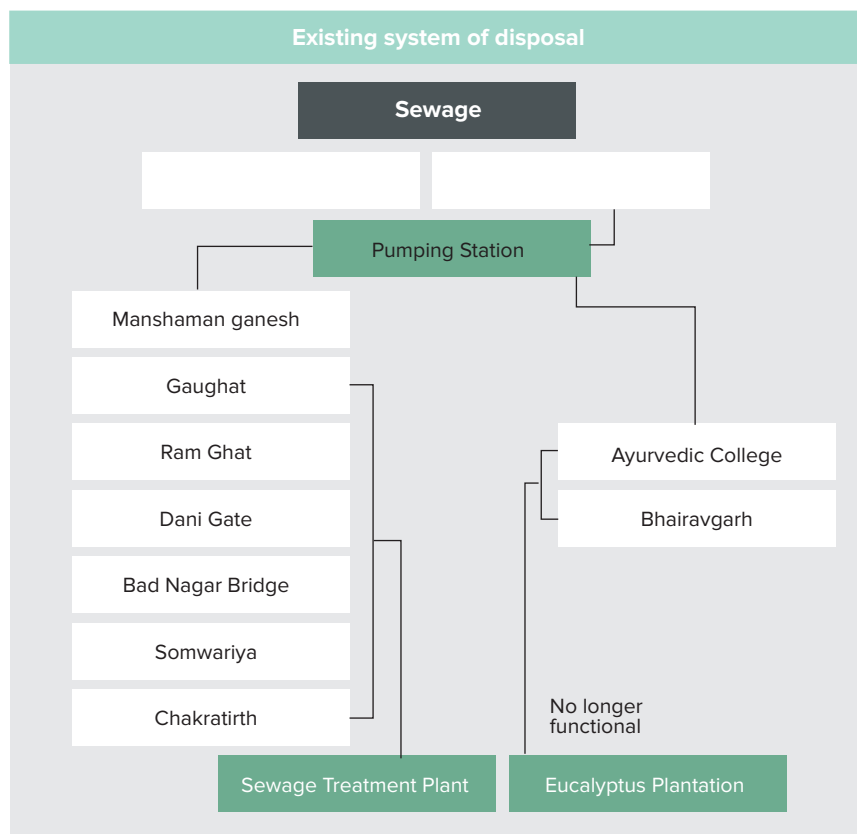 Existing system of disposal
Sewage
Pumping Station
Manshaman ganesh
Gaughat
Ram Ghat
Dani Gate
Bad Nagar Bridge
Somwariya
Chakratirth
Ayurvedic College
Bhairavgarh
No longer
functional
Sewage Treatment Plant
Eucalyptus Plantation